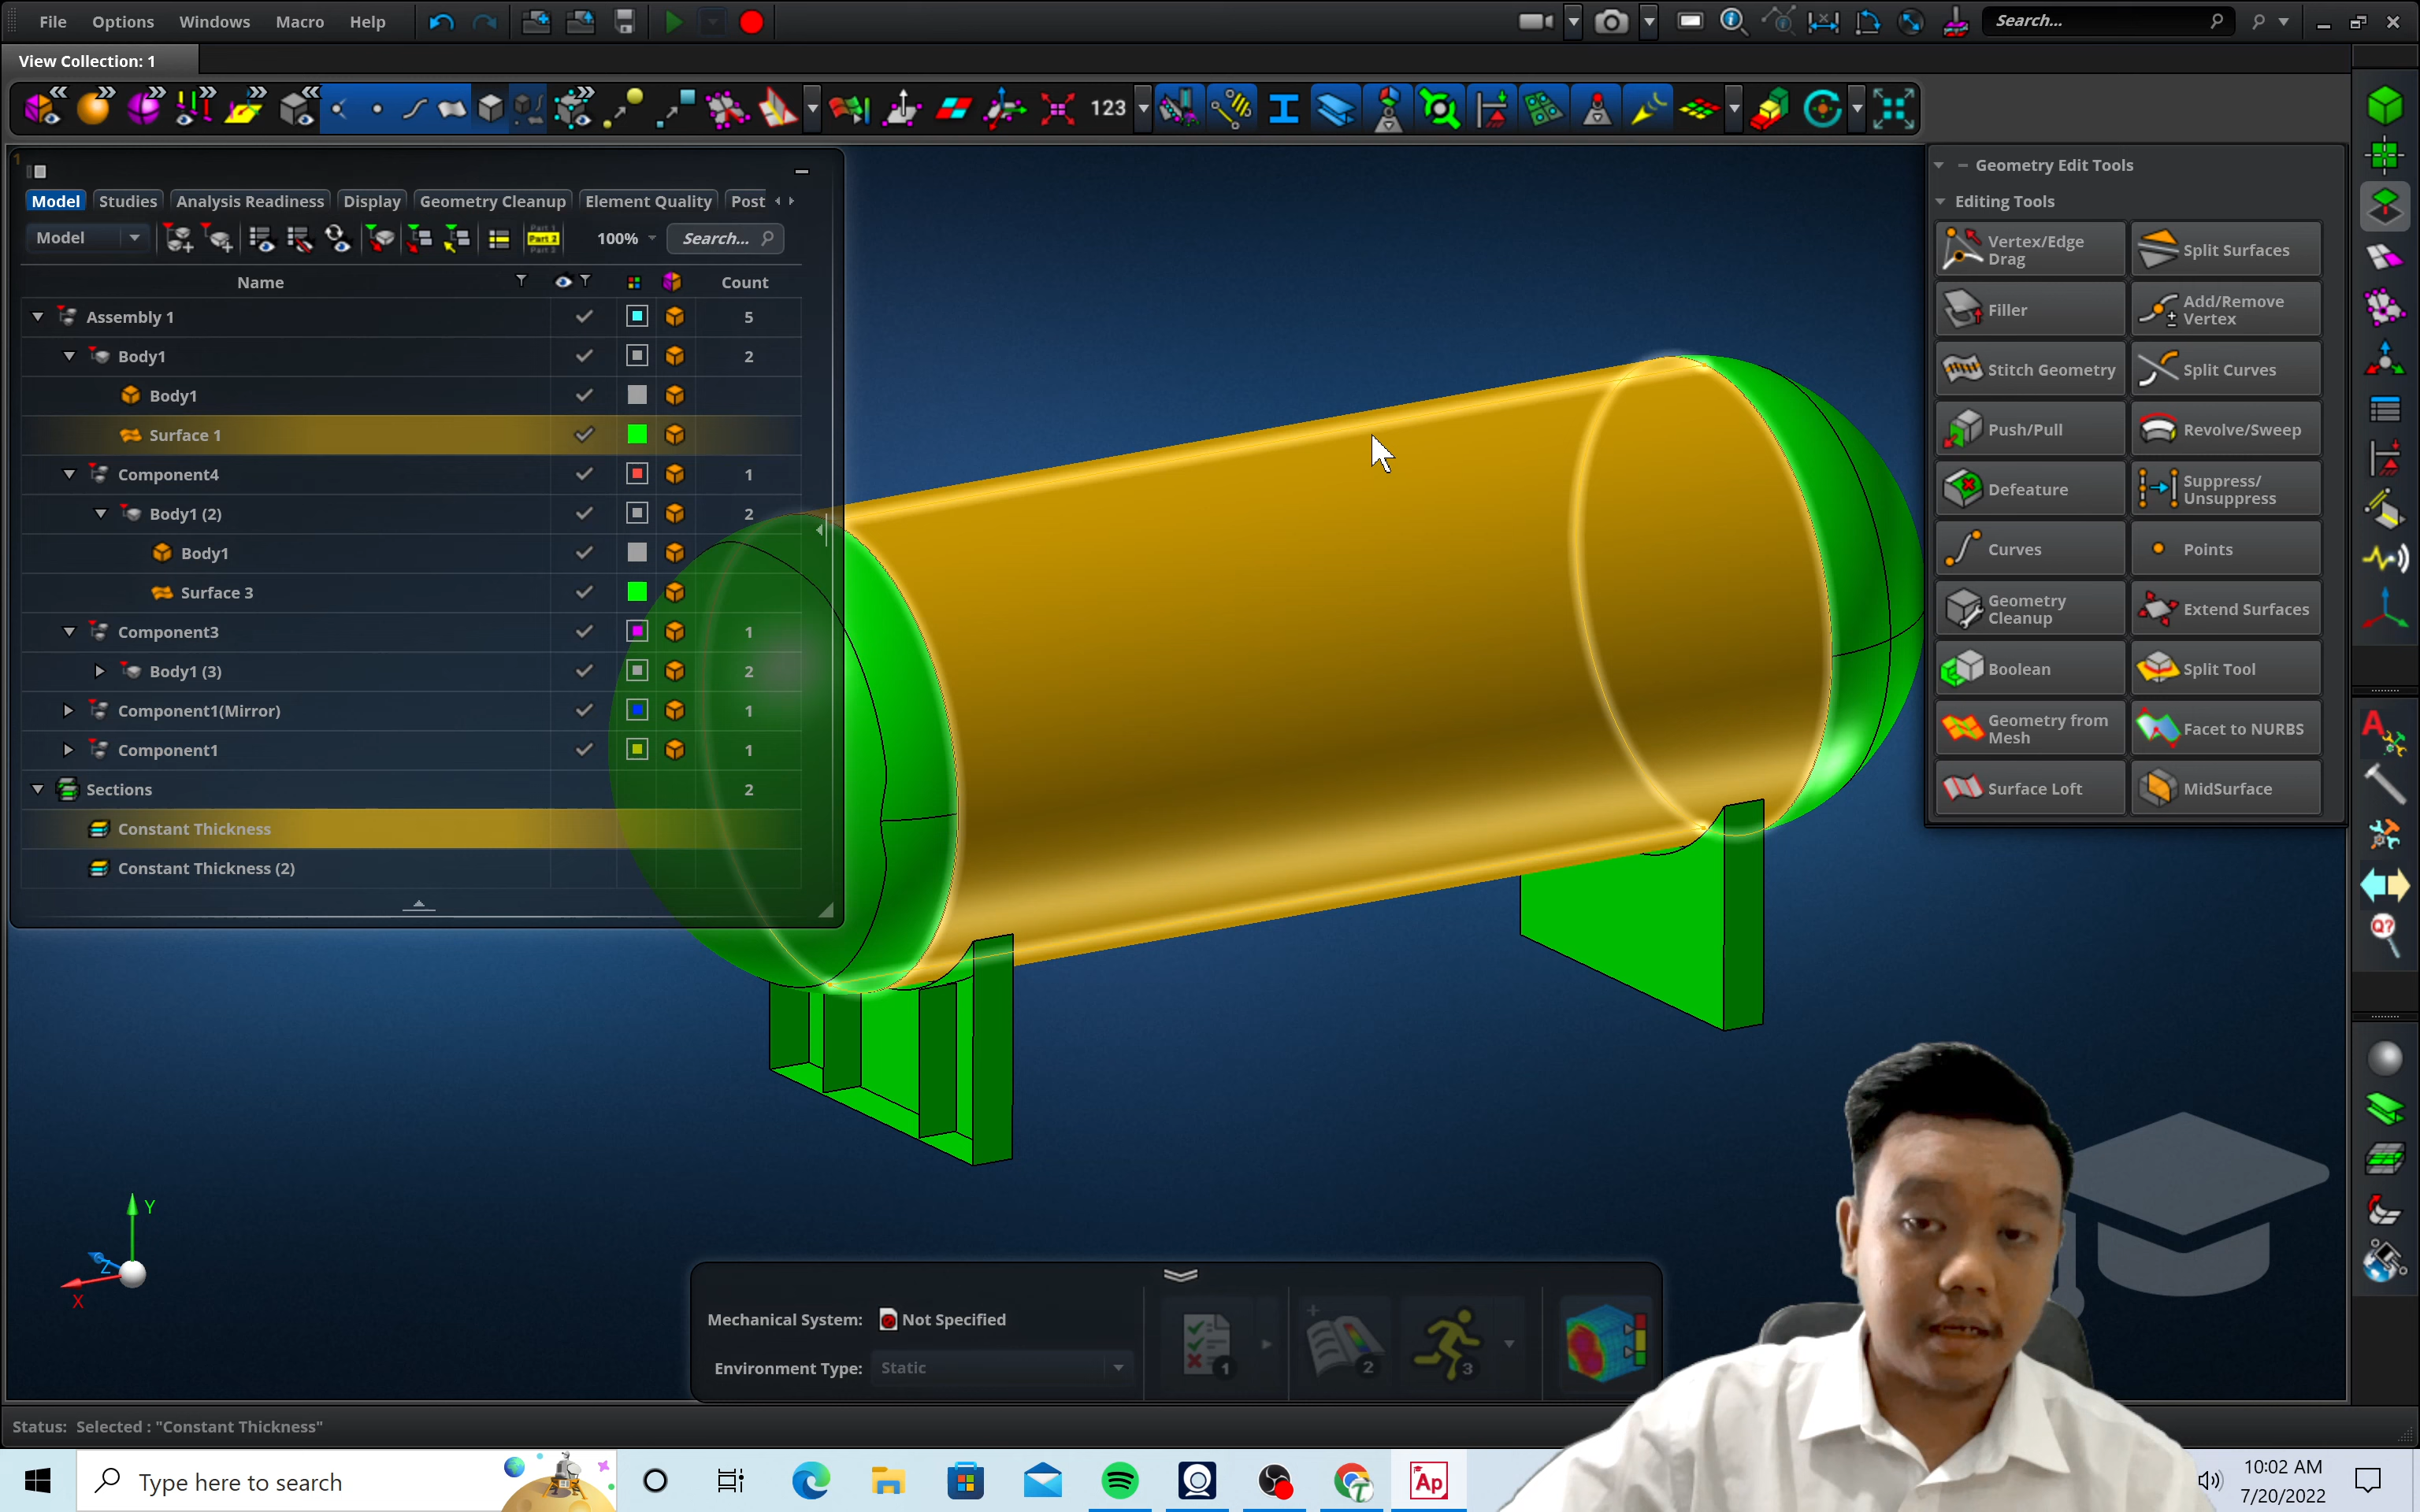 File Options Windows Macro Help Search...
View Collection: 1
123
1
Model Studies Analysis Readiness Display Geometry Cleanup Element Quality Post
Model 100% Search...
Name Count
Assembly 1 5
Body1 2
Body1
Surface 1
Component4 1
Body1 (2) 2
Body1
Surface 3
Component3 1
Body1 (3) 2
Component1(Mirror) 1
Component1 1
Sections 2
Constant Thickness
Constant Thickness (2)
Geometry Edit Tools
Editing Tools
Vertex/Edge Drag
Split Surfaces
Filler
Add/Remove Vertex
Stitch Geometry
Split Curves
Push/Pull
Revolve/Sweep
Defeature
Suppress/ Unsuppress
Curves
Points
Geometry Cleanup
Extend Surfaces
Boolean
Split Tool
Geometry from Mesh
Facet to NURBS
Surface Loft
MidSurface
Y
Z
X
Mechanical System: Not Specified
Environment Type: Static
1
2
3
Status: Selected : "Constant Thickness"
Type here to search
Ap
10:02 AM
7/20/2022